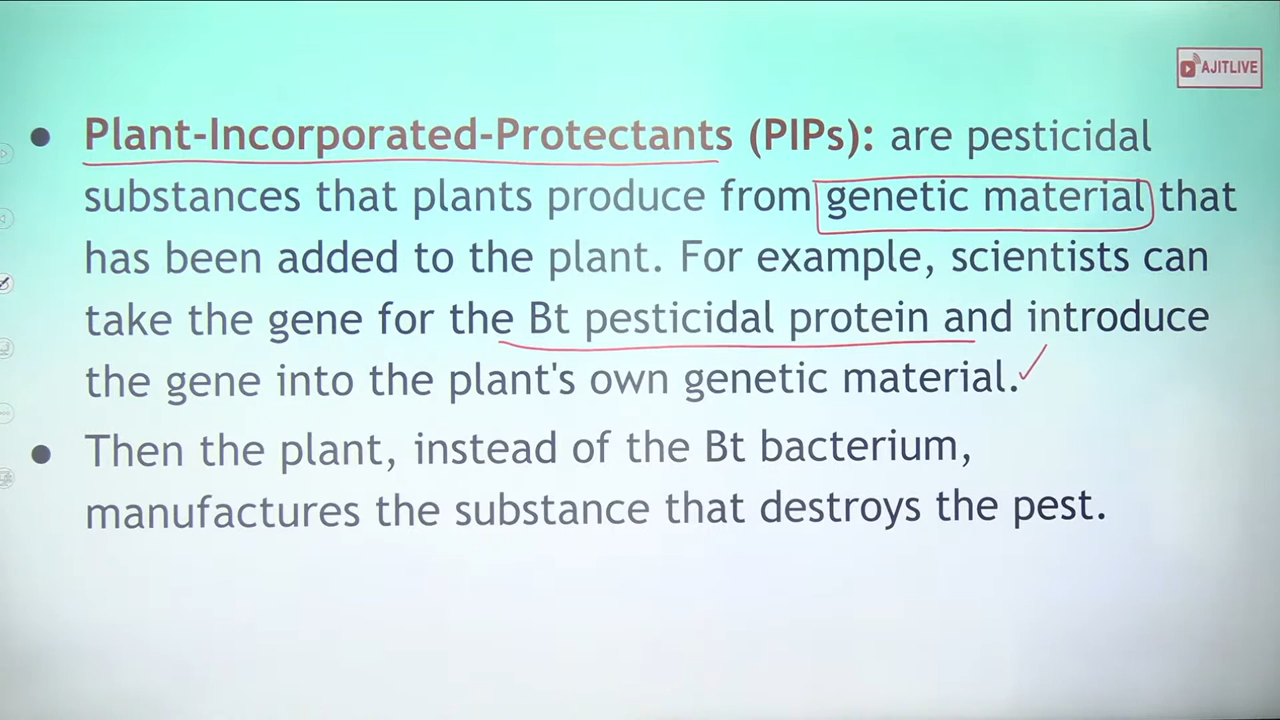 AJITLIVE
• Plant-Incorporated-Protectants (PIPs): are pesticidal
substances that plants produce from genetic material that
has been added to the plant. For example, scientists can
take the gene for the Bt pesticidal protein and introduce
the gene into the plant's own genetic material.
• Then the plant, instead of the Bt bacterium,
manufactures the substance that destroys the pest.